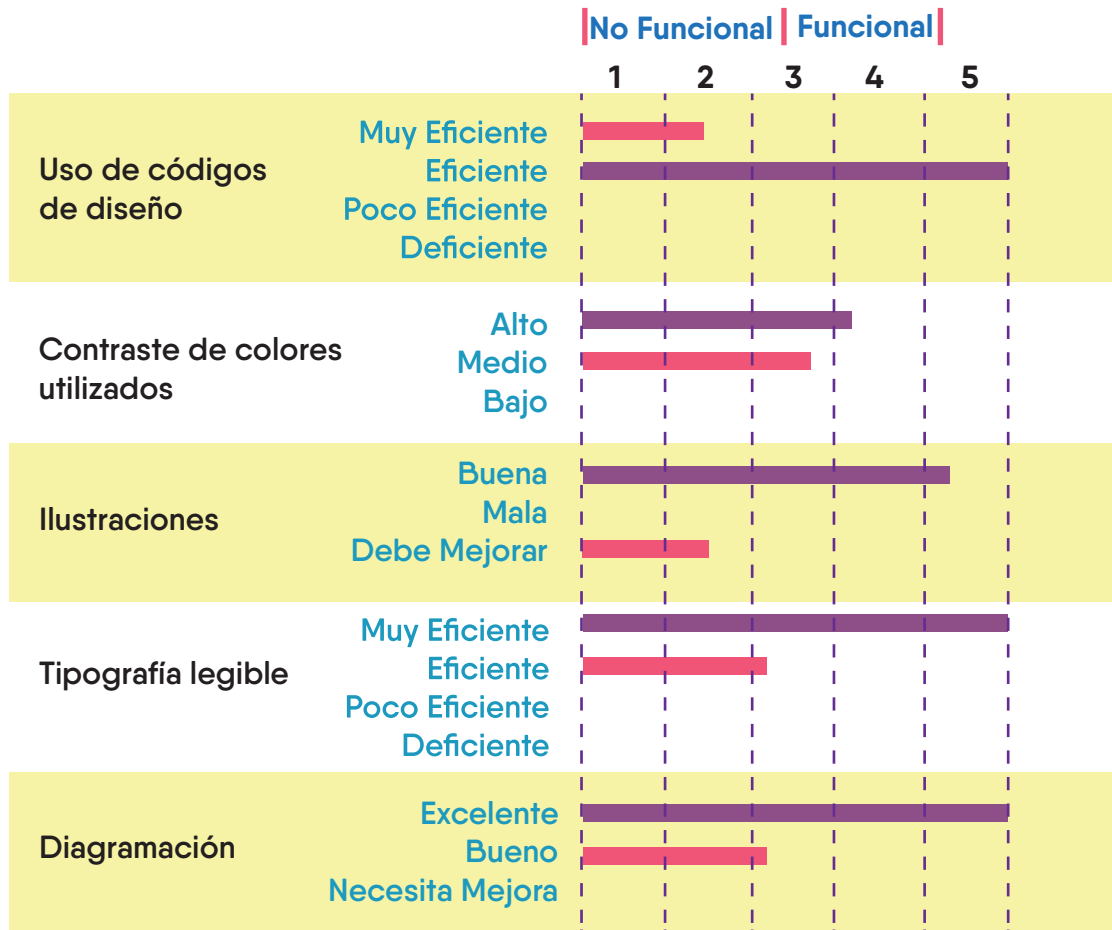 No Funcional Funcional
1 2 3 4 5
Uso de códigos
de diseño
Muy Eficiente
Eficiente
Poco Eficiente
Deficiente
Contraste de colores
utilizados
Alto
Medio
Bajo
Ilustraciones
Buena
Mala
Debe Mejorar
Tipografía legible
Muy Eficiente
Eficiente
Poco Eficiente
Deficiente
Diagramación
Excelente
Bueno
Necesita Mejora